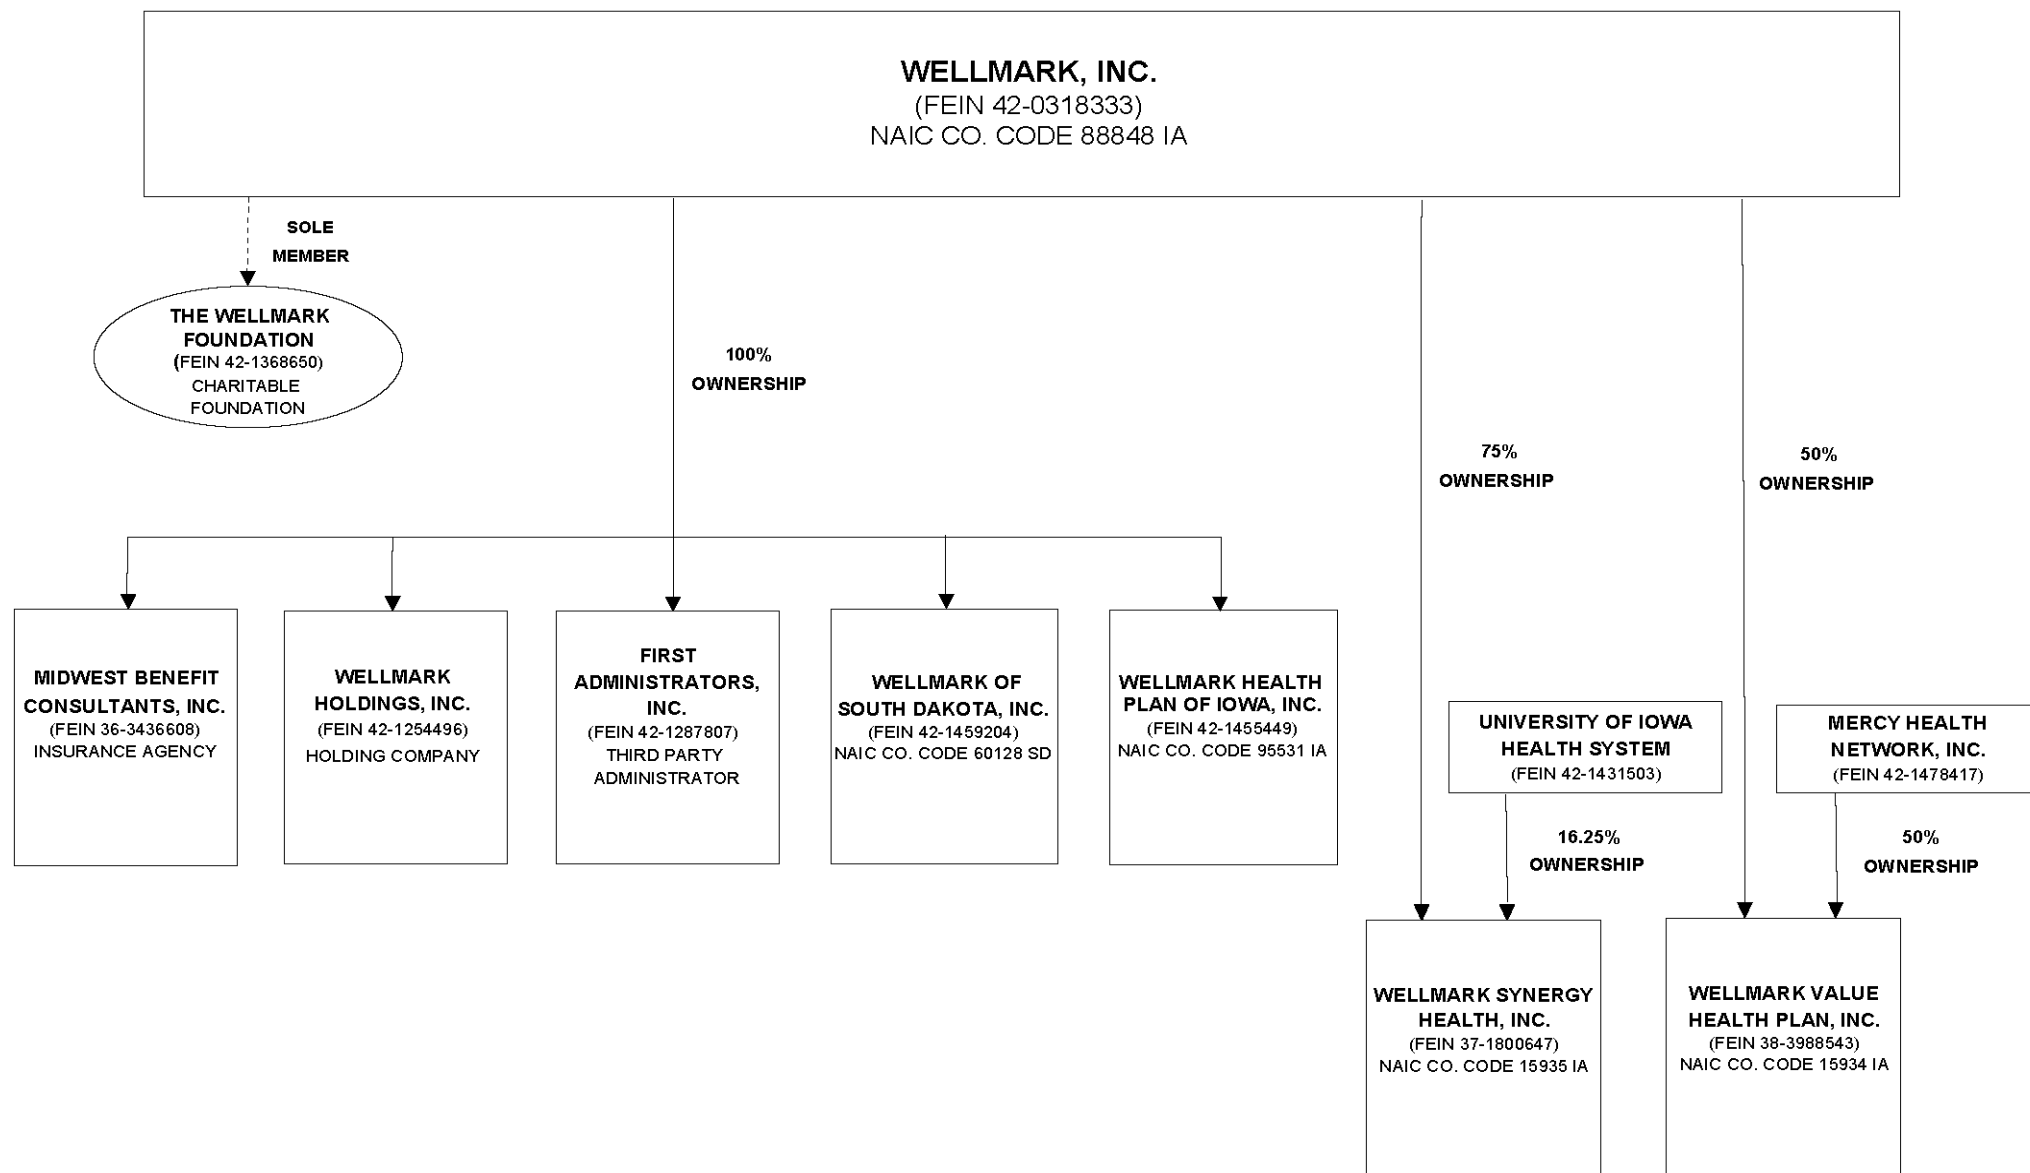 WELLMARK, INC.
(FEIN 42-0318333)
NAIC CO. CODE 88848 IA
SOLE
MEMBER
THE WELLMARK
FOUNDATION
(FEIN 42-1368650)
CHARITABLE
FOUNDATION
100%
OWNERSHIP
75%
OWNERSHIP
50%
OWNERSHIP
MIDWEST BENEFIT
CONSULTANTS, INC.
(FEIN 36-3436608)
INSURANCE AGENCY
WELLMARK
HOLDINGS, INC.
(FEIN 42-1254496)
HOLDING COMPANY
FIRST
ADMINISTRATORS,
INC.
(FEIN 42-1287807)
THIRD PARTY
ADMINISTRATOR
WELLMARK OF
SOUTH DAKOTA, INC.
(FEIN 42-1459204)
NAIC CO. CODE 60128 SD
WELLMARK HEALTH
PLAN OF IOWA, INC.
(FEIN 42-1455449)
NAIC CO. CODE 95531 IA
UNIVERSITY OF IOWA
HEALTH SYSTEM
(FEIN 42-1431503)
MERCY HEALTH
NETWORK, INC.
(FEIN 42-1478417)
16.25%
OWNERSHIP
50%
OWNERSHIP
WELLMARK SYNERGY
HEALTH, INC.
(FEIN 37-1800647)
NAIC CO. CODE 15935 IA
WELLMARK VALUE
HEALTH PLAN, INC.
(FEIN 38-3988543)
NAIC CO. CODE 15934 IA